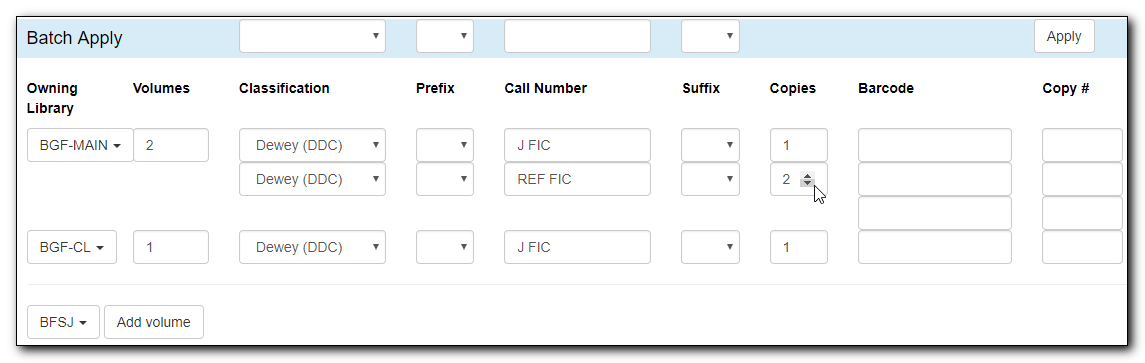 Batch Apply Apply
Owning Library Volumes Classification Prefix Call Number Suffix Copies Barcode Copy #
BGF-MAIN 2 Dewey (DDC) J FIC 1
Dewey (DDC) REF FIC 2
BGF-CL 1 Dewey (DDC) J FIC 1
BFSJ Add volume